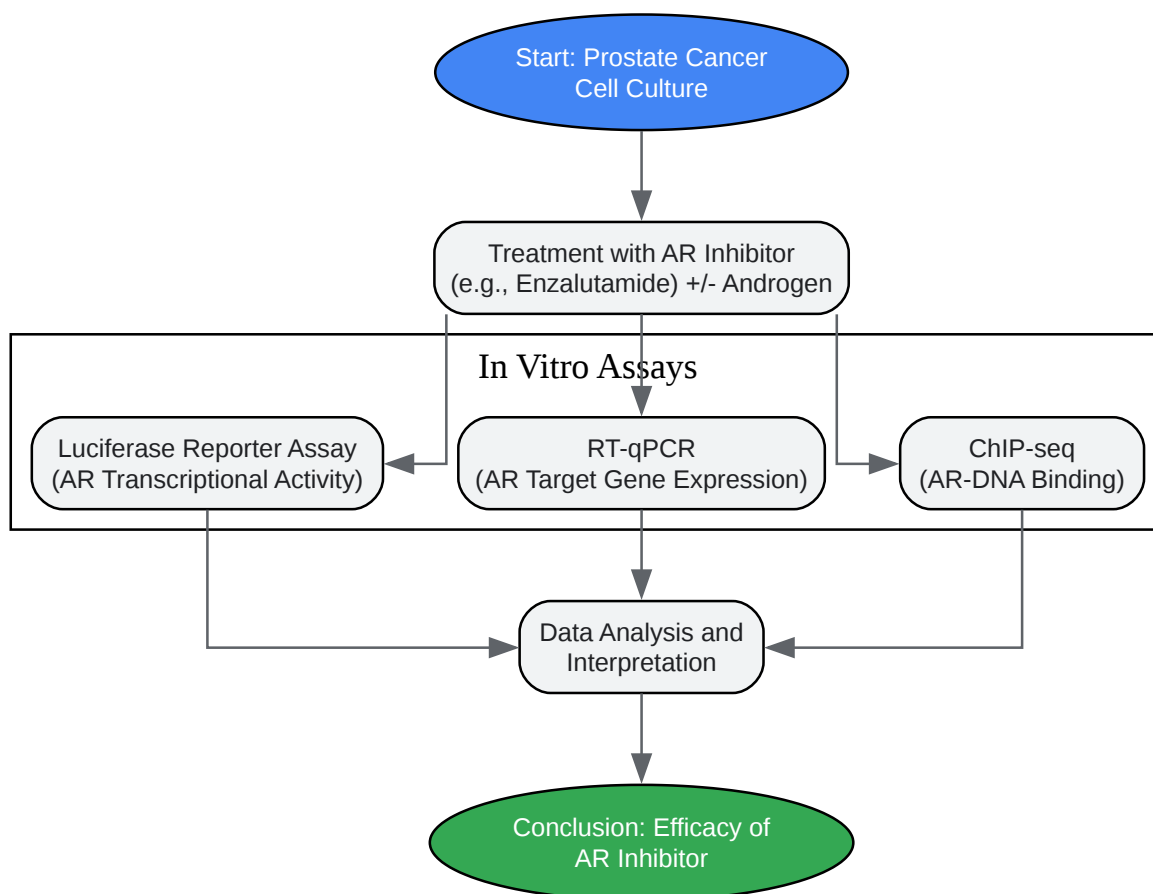 Start: Prostate Cancer
Cell Culture
Treatment with AR Inhibitor
(e.g., Enzalutamide) +/- Androgen
In Vitro Assays
Luciferase Reporter Assay
(AR Transcriptional Activity)
RT-qPCR
(AR Target Gene Expression)
ChIP-seq
(AR-DNA Binding)
Data Analysis and
Interpretation
Conclusion: Efficacy of
AR Inhibitor